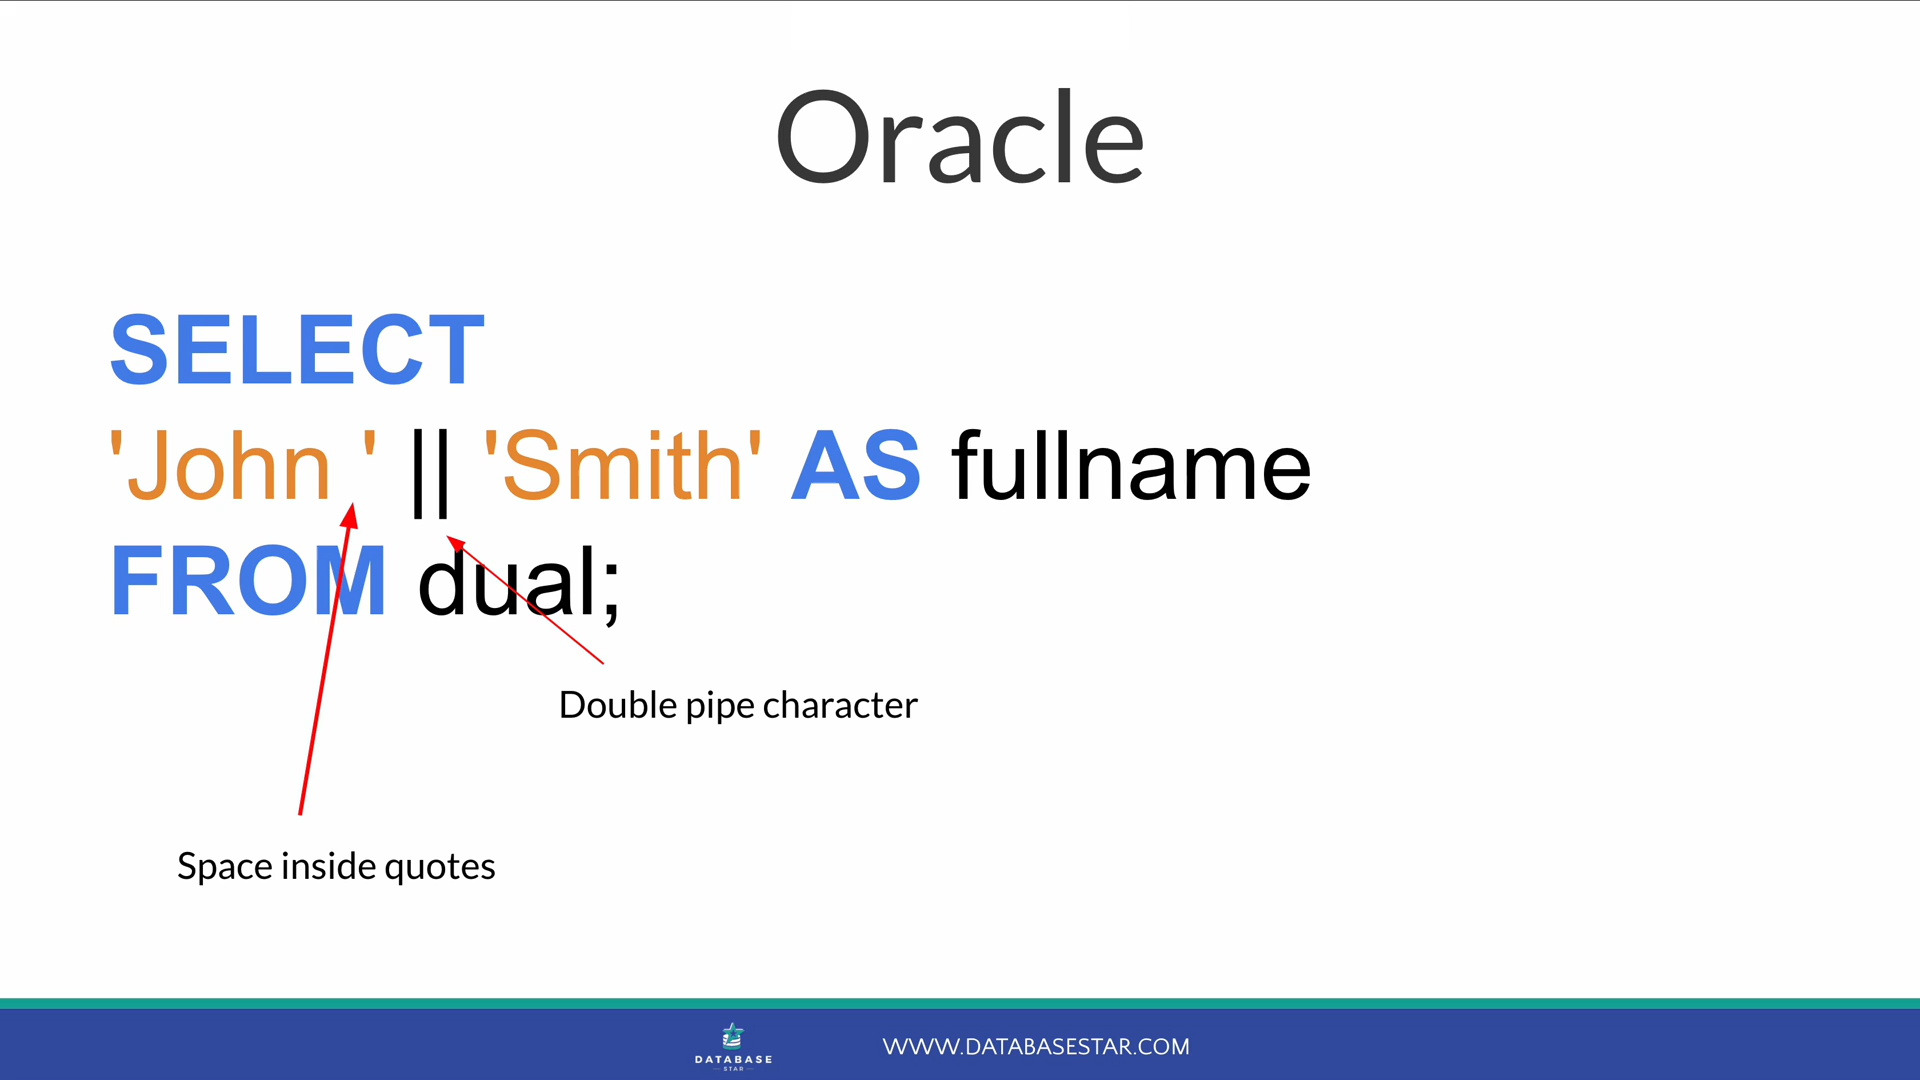 Oracle
SELECT
'John ' || 'Smith' AS fullname
FROM dual;
Double pipe character
Space inside quotes
DATABASE
STAR
WWW.DATABASESTAR.COM